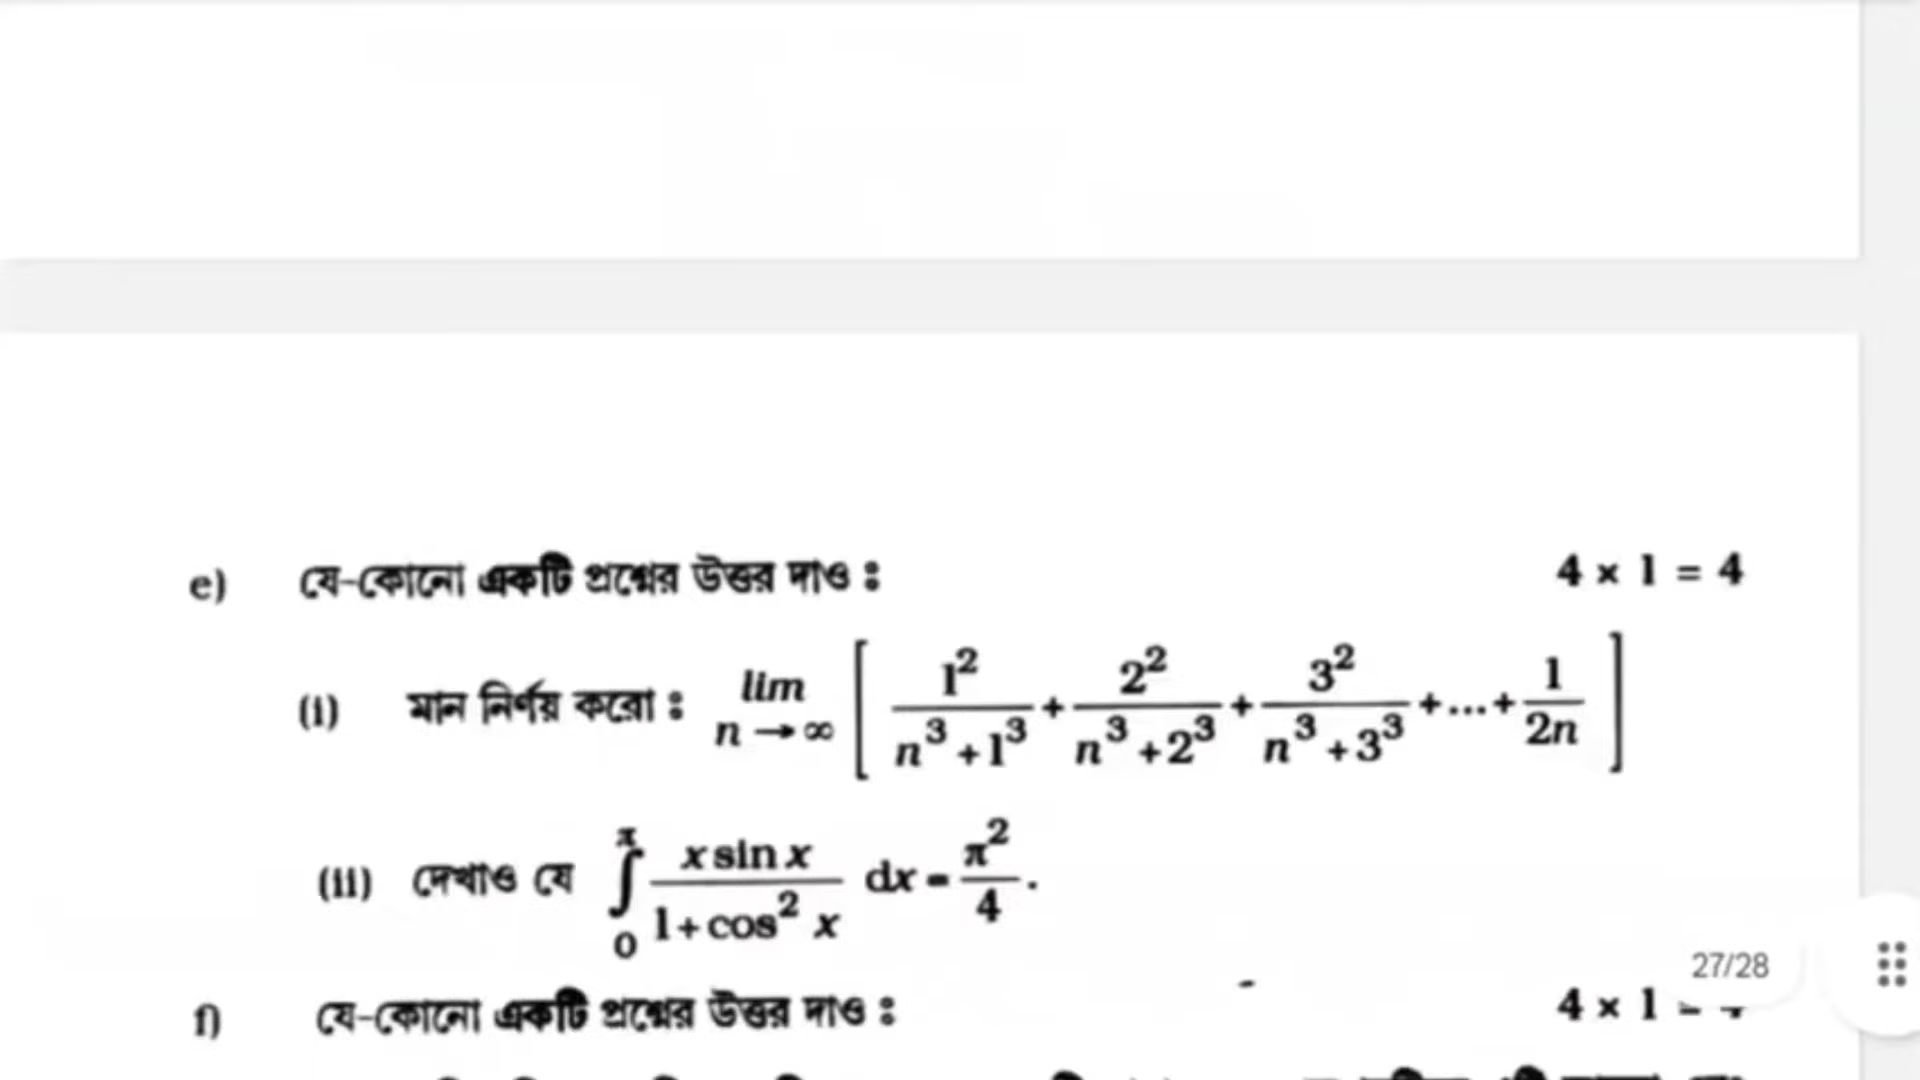 e) যে-কোনো একটি প্রশ্নের উত্তর দাও : 4 × 1 = 4
(i) মান নির্ণয় করো : lim n → ∞ [ 1² / (n³ + 1³) + 2² / (n³ + 2³) + 3² / (n³ + 3³) + ... + 1 / 2n ]
(ii) দেখাও যে ∫₀^π x sin x / (1 + cos² x) dx = π² / 4 .
27/28
f) যে-কোনো একটি প্রশ্নের উত্তর দাও : 4 × 1 =